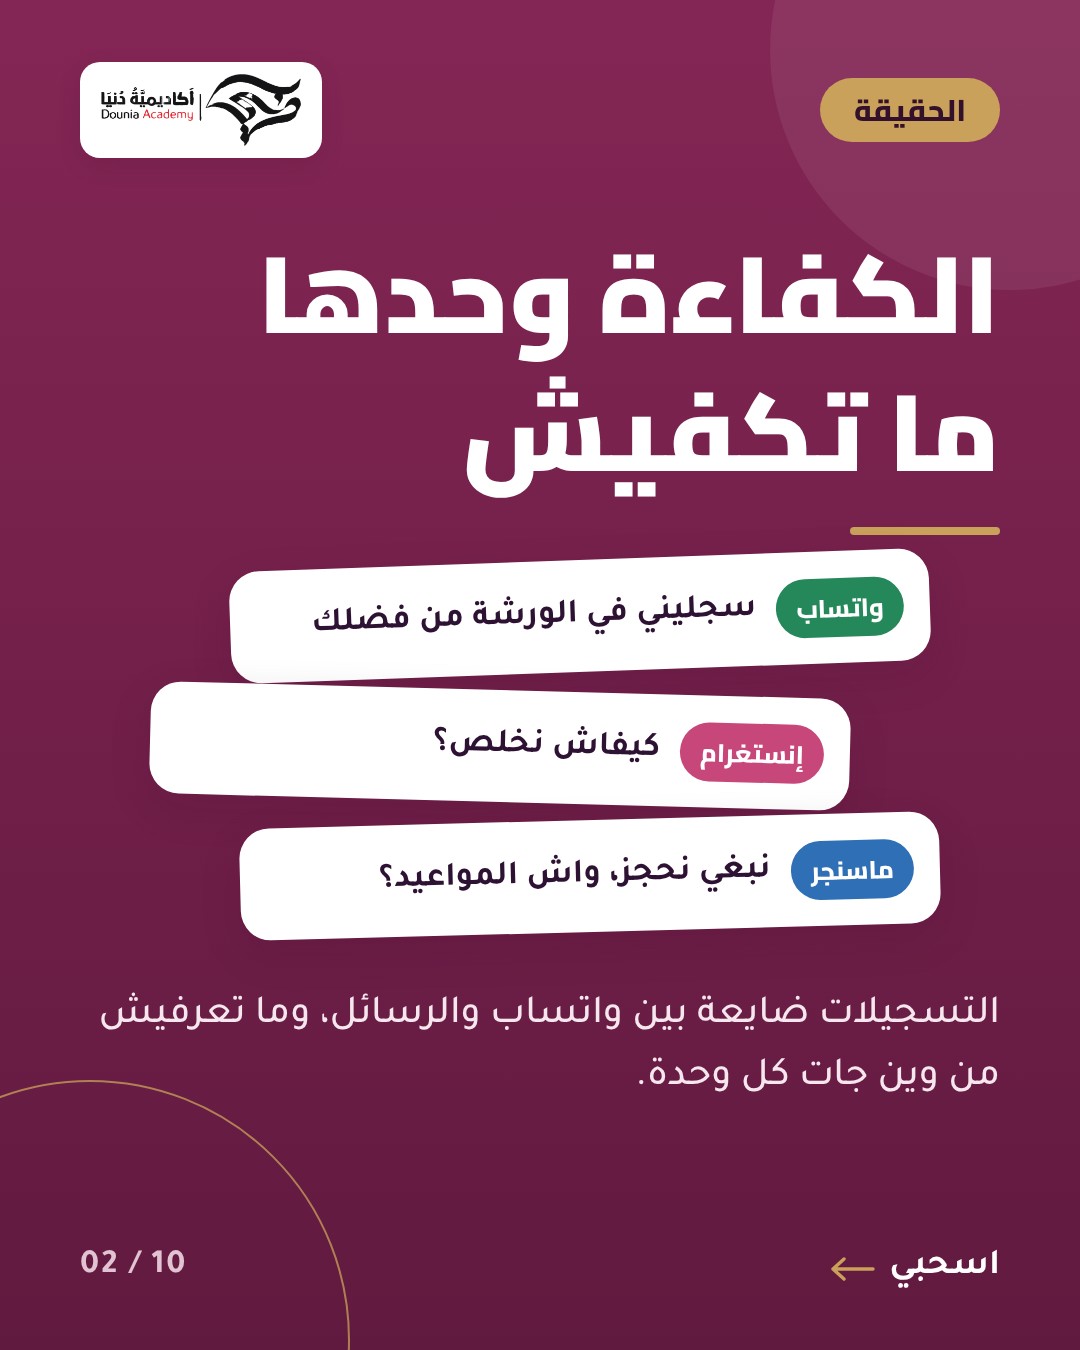 الحقيقة
أكاديميَّةُ دُنيَا
Dounia Academy
الكفاءة وحدها
ما تكفيش
واتساب سجليني في الورشة من فضلك
إنستغرام كيفاش نخلص؟
ماسنجر نبغي نحجز، واش المواعيد؟
التسجيلات ضايعة بين واتساب والرسائل، وما تعرفيش
من وين جات كل وحدة.
اسحبي ←
02 / 10